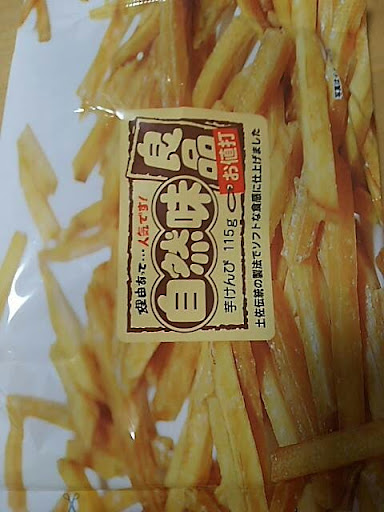 理由あって…人気です!
自然味
良品
お値打
芋けんぴ 115g
土佐伝統の製法でソフトな食感に仕上げました